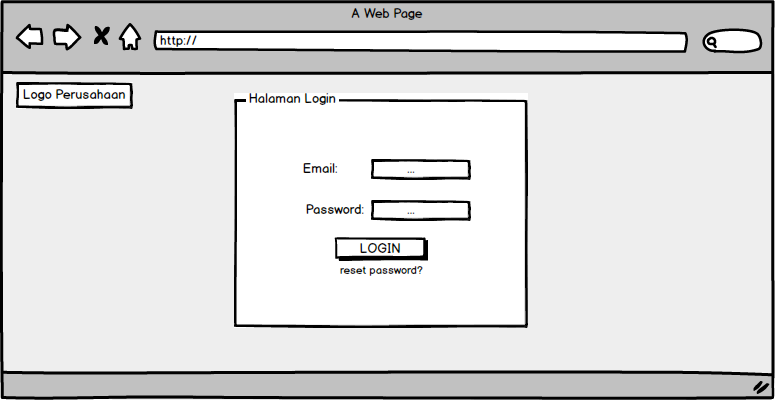 A Web Page
http://
Logo Perusahaan
Halaman Login
Email:
...
Password:
...
LOGIN
reset password?